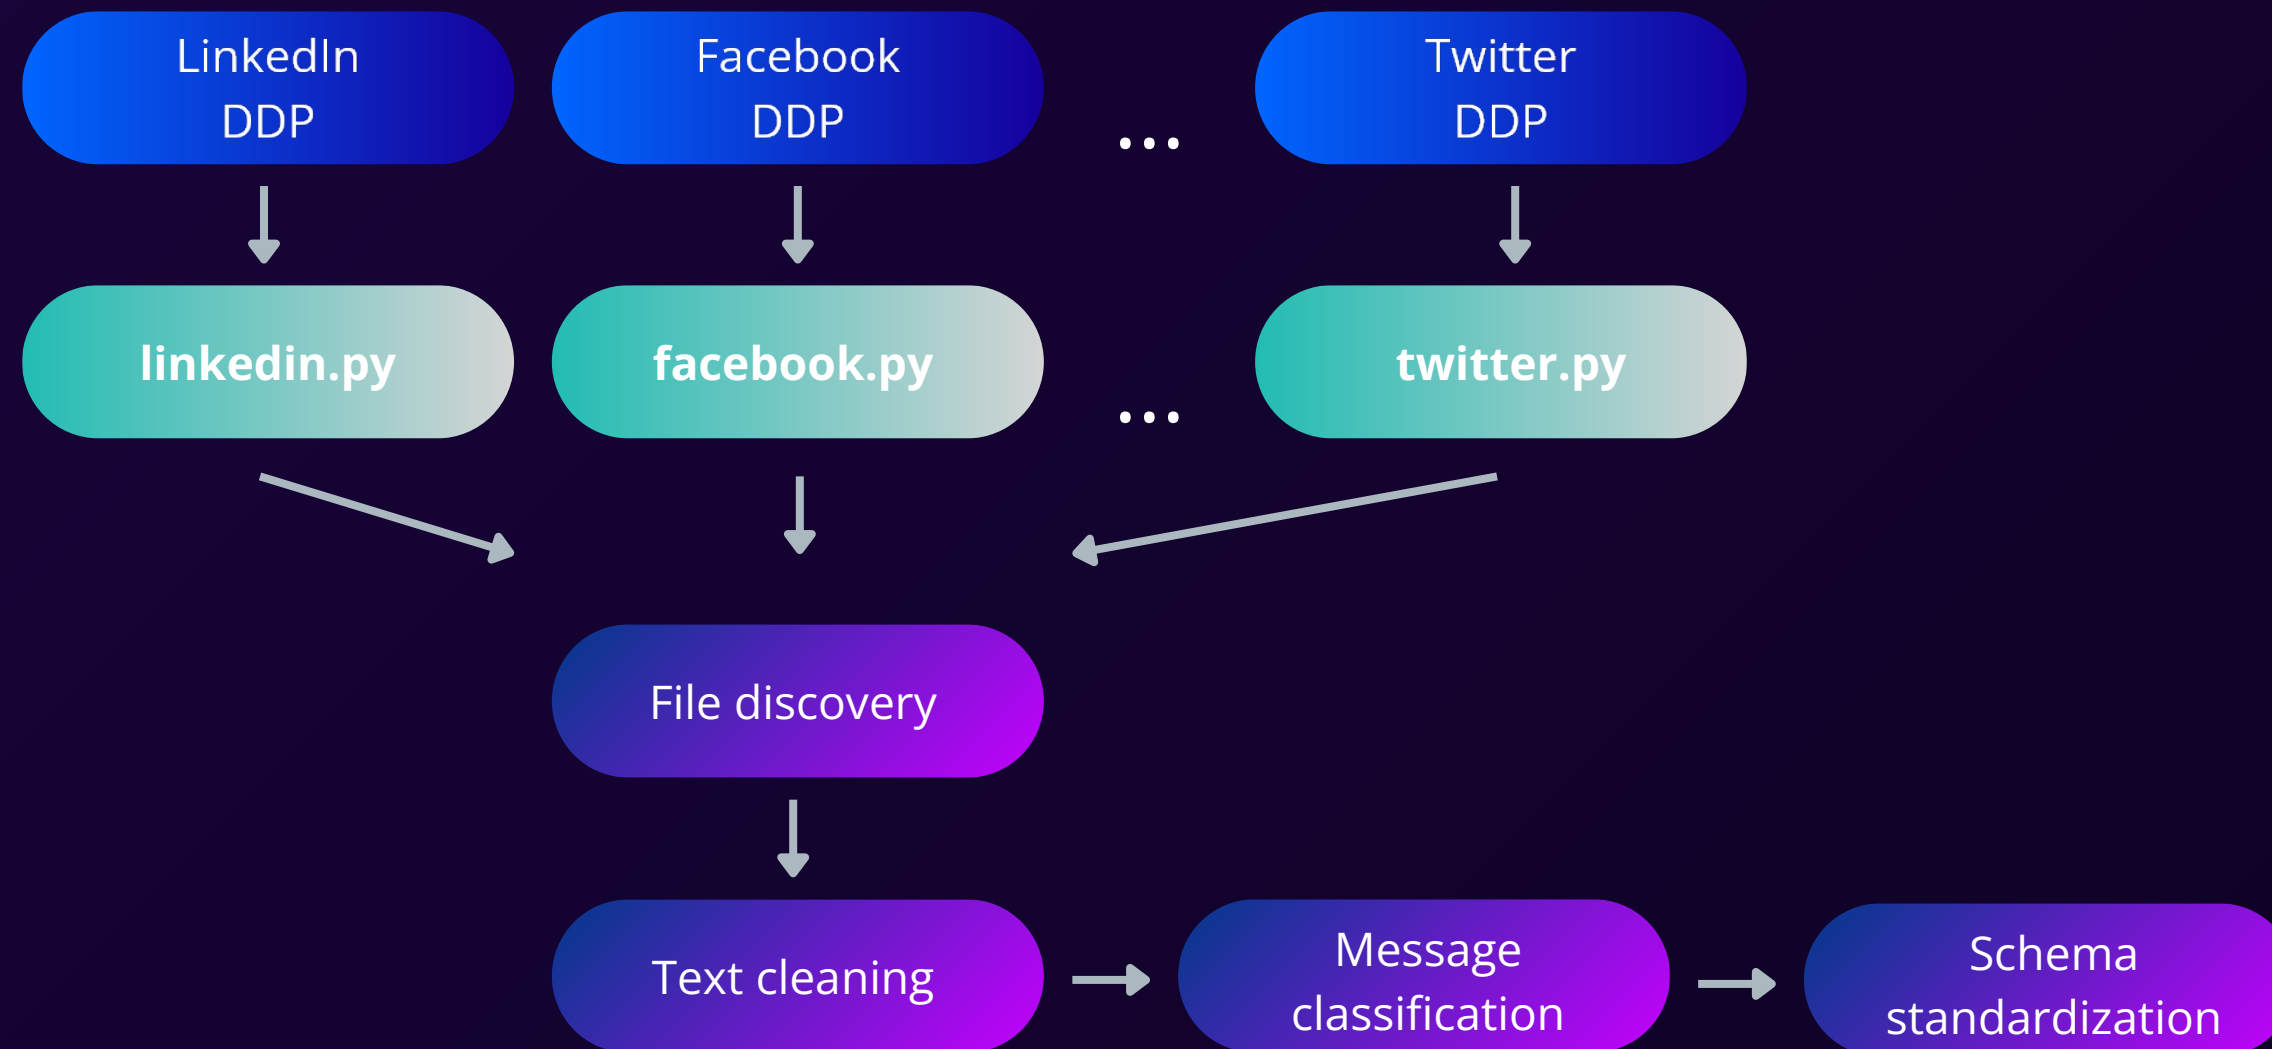 LinkedIn
DDP
Facebook
DDP
...
Twitter
DDP
linkedin.py
facebook.py
...
twitter.py
File discovery
Text cleaning
Message
classification
Schema
standardization